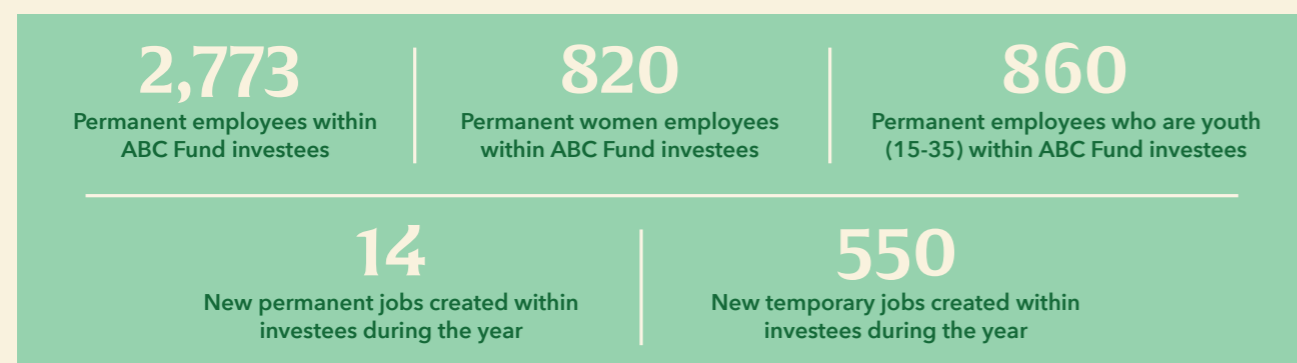 2,773
Permanent employees within
ABC Fund investees
820
Permanent women employees
within ABC Fund investees
860
Permanent employees who are youth
(15-35) within ABC Fund investees
14
New permanent jobs created within
investees during the year
550
New temporary jobs created within
investees during the year